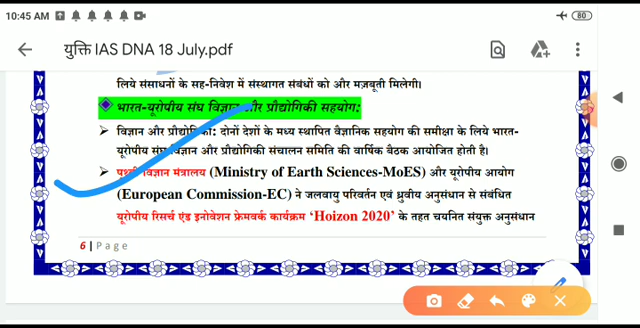 10:45 AM
80
युक्ति IAS DNA 18 July.pdf
लिये संसाधनों के सह-निवेश में संस्थागत संबंधों को और मज़बूती मिलेगी।
भारत-यूरोपीय संघ विज्ञान और प्रौद्योगिकी सहयोग:
विज्ञान और प्रौद्योगिकी: दोनों देशों के मध्य स्थापित वैज्ञानिक सहयोग की समीक्षा के लिये भारत-
यूरोपीय संघ विज्ञान और प्रौद्योगिकी संचालन समिति की वार्षिक बैठक आयोजित होती है।
पृथ्वी विज्ञान मंत्रालय (Ministry of Earth Sciences-MoES) और यूरोपीय आयोग
(European Commission-EC) ने जलवायु परिवर्तन एवं ध्रुवीय अनुसंधान से संबंधित
यूरोपीय रिसर्च एंड इनोवेशन फ्रेमवर्क कार्यक्रम ‘Hoizon 2020’ के तहत चयनित संयुक्त अनुसंधान
6 | Page